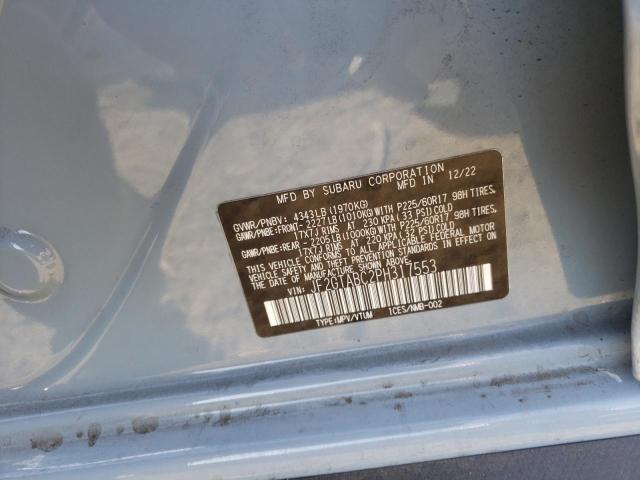 MFD BY SUBARU CORPORATION
MFD IN 12/22
GVWR/PNBV: 4343LB(1970KG)
GAWR/PNBE:FRONT-2227LB(1010KG)WITH P225/60R17 98H TIRES,
17X7J RIMS AT 230 KPA( 33 PSI)COLD
GAWR/PNBE:REAR -2205LB(1000KG)WITH P225/60R17 98H TIRES,
17X7J RIMS AT 220 KPA( 32 PSI)COLD
THIS VEHICLE CONFORMS TO ALL APPLICABLE FEDERAL MOTOR
VEHICLE SAFETY AND BUMPER STANDARDS IN EFFECT ON
THE DATE OF MANUFACTURE SHOWN ABOVE.
VIN: JF2GTABC2PH317553
TYPE:MPV/VTUM 1CES/NMB-002